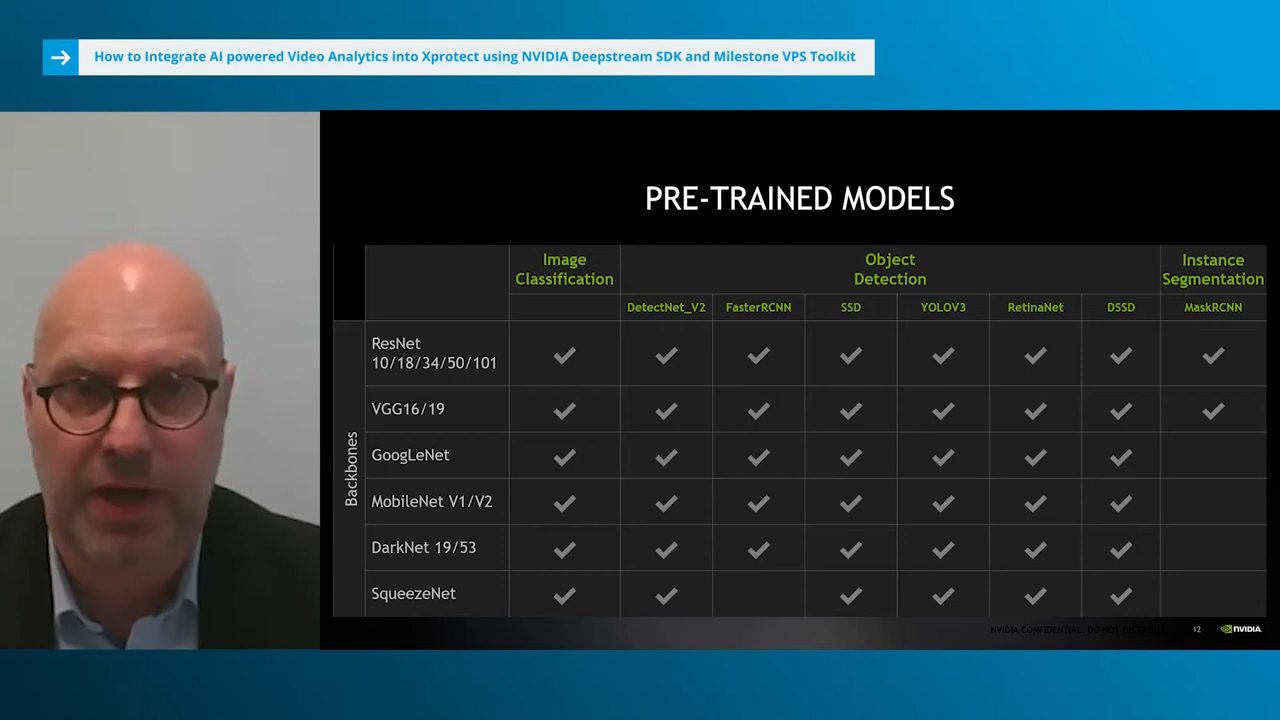 How to Integrate AI powered Video Analytics into Xprotect using NVIDIA Deepstream SDK and Milestone VPS Toolkit
PRE-TRAINED MODELS
Image
Classification
Object
Detection
Instance
Segmentation
DetectNet_V2 FasterRCNN SSD YOLOV3 RetinaNet DSSD MaskRCNN
Backbones
ResNet
10/18/34/50/101
VGG16/19
GoogLeNet
MobileNet V1/V2
DarkNet 19/53
SqueezeNet
NVIDIA CONFIDENTIAL. DO NOT
12
NVIDIA.